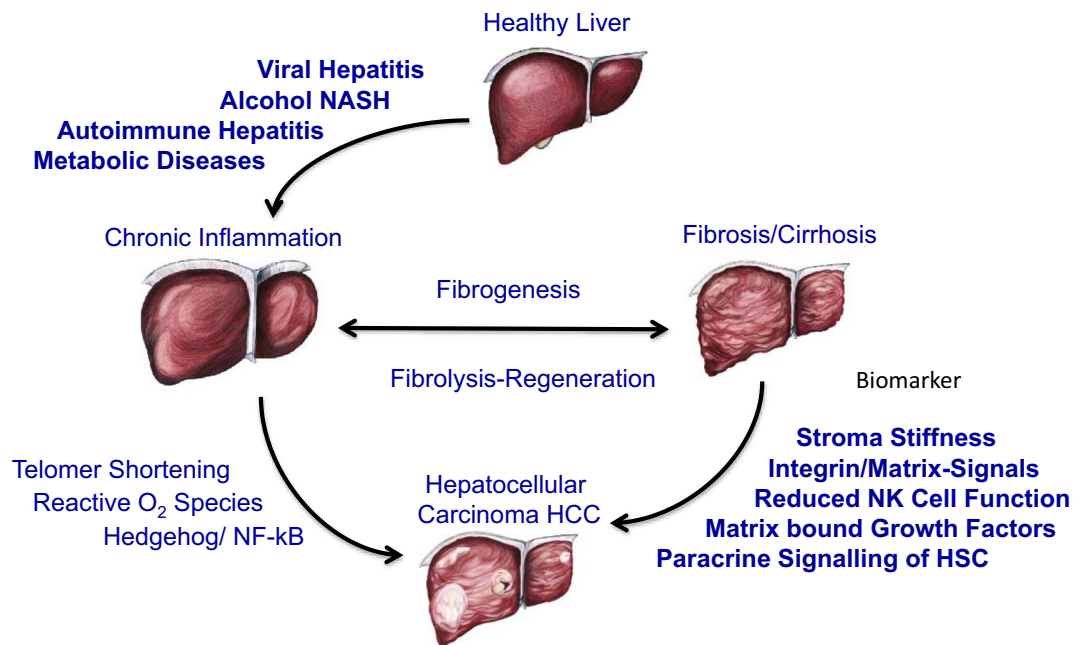 Healthy Liver
Viral Hepatitis
Alcohol NASH
Autoimmune Hepatitis
Metabolic Diseases
Chronic Inflammation
Fibrosis/Cirrhosis
Fibrogenesis
Fibrolysis-Regeneration
Biomarker
Telomer Shortening
Reactive O₂ Species
Hedgehog/ NF-kB
Hepatocellular
Carcinoma HCC
Stroma Stiffness
Integrin/Matrix-Signals
Reduced NK Cell Function
Matrix bound Growth Factors
Paracrine Signalling of HSC